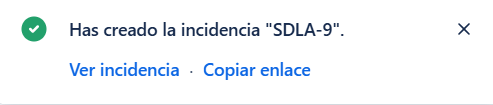 Has creado la incidencia "SDLA-9".
Ver incidencia · Copiar enlace